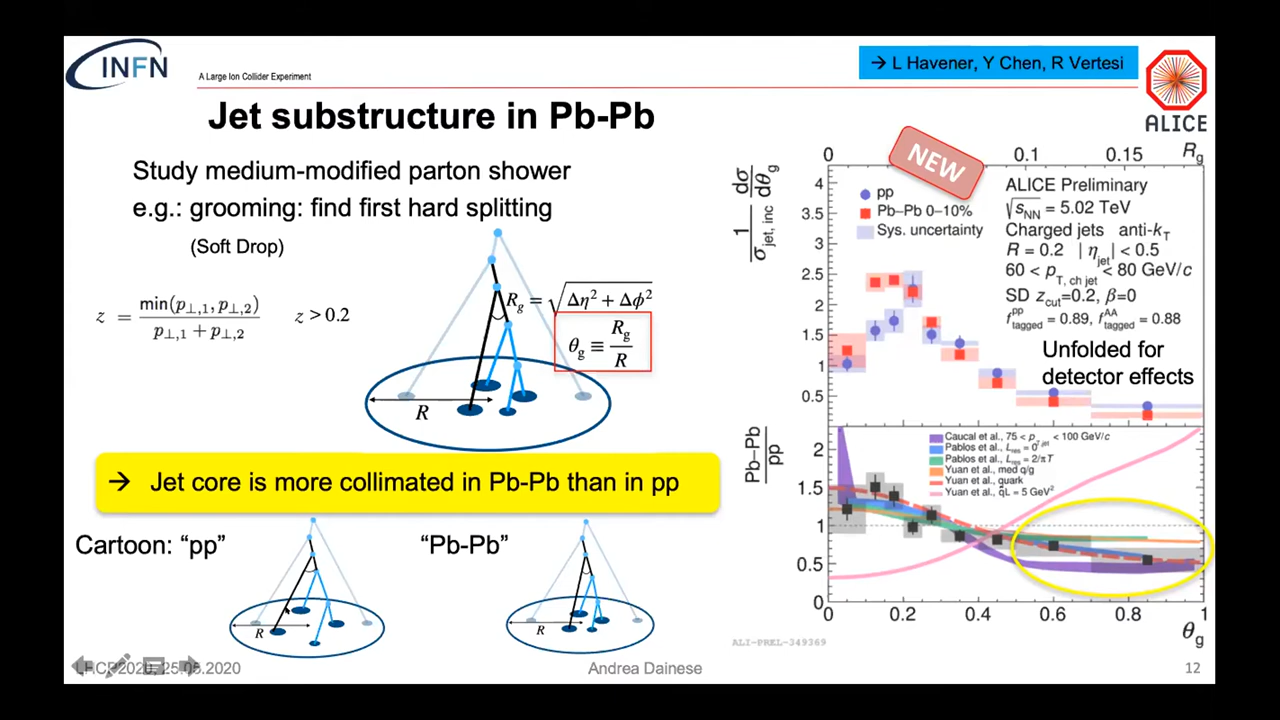 INFN
A Large Ion Collider Experiment
→ L Havener, Y Chen, R Vertesi
ALICE
Jet substructure in Pb-Pb
Study medium-modified parton shower
e.g.: grooming: find first hard splitting
(Soft Drop)
z = min(p⊥,1, p⊥,2) / p⊥,1 + p⊥,2
z > 0.2
Rg = √Δη² + Δϕ²
θg ≡ Rg / R
R
→ Jet core is more collimated in Pb-Pb than in pp
Cartoon: “pp”
“Pb-Pb”
R
R
NEW
0 0.1 0.15 Rg
1/σjet, inc dσ/dθg
4
3.5
3
2.5
2
1.5
1
0.5
pp
Pb–Pb 0–10%
Sys. uncertainty
ALICE Preliminary
√sNN = 5.02 TeV
Charged jets anti-kT
R = 0.2 | ηjet| < 0.5
60 < pT, ch jet < 80 GeV/c
SD zcut=0.2, β=0
f pp tagged = 0.89, f AA tagged = 0.88
Unfolded for
detector effects
Pb–Pb / pp
2
1.5
1
0.5
0
Caucal et al., 75 < p < 100 GeV/c
Pablos et al., Lres = 0
Pablos et al., Lres = 2/πT
Yuan et al., med q/g
Yuan et al., quark
Yuan et al., q̂L = 5 GeV²
0 0.2 0.4 0.6 0.8 1
θg
ALI-PREL-349369
LHCP2020, 25.05.2020
Andrea Dainese
12